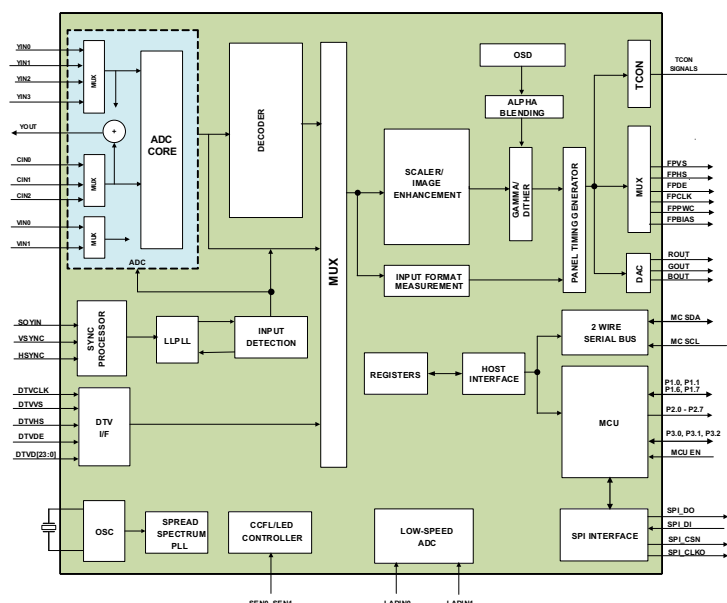 YIN0
YIN1
YIN2
YIN3
YOUT
CIN0
CIN1
CIN2
VIN0
VIN1
MUX
+
MUX
MUX
ADC
CORE
ADC
DECODER
MUX
OSD
ALPHA
BLENDING
SCALER/
IMAGE
ENHANCEMENT
GAMMA/
DITHER
PANEL TIMING GENERATOR
INPUT FORMAT
MEASUREMENT
TCON
TCON
SIGNALS
MUX
FPVS
FPHS
FPDE
FPCLK
FPPWC
FPBIAS
DAC
ROUT
GOUT
BOUT
SOYIN
VSYNC
HSYNC
SYNC
PROCESSOR
LLPLL
INPUT
DETECTION
2 WIRE
SERIAL BUS
MC SDA
MC SCL
REGISTERS
HOST
INTERFACE
MCU
P1.0, P1.1
P1.6, P1.7
P2.0 - P2.7
P3.0, P3.1, P3.2
MCU EN
DTVCLK
DTVVS
DTVHS
DTVDE
DTVD[23:0]
DTV
I/F
OSC
SPREAD
SPECTRUM
PLL
CCFL/LED
CONTROLLER
LOW-SPEED
ADC
SPI INTERFACE
SPI_DO
SPI_DI
SPI_CSN
SPI_CLKO